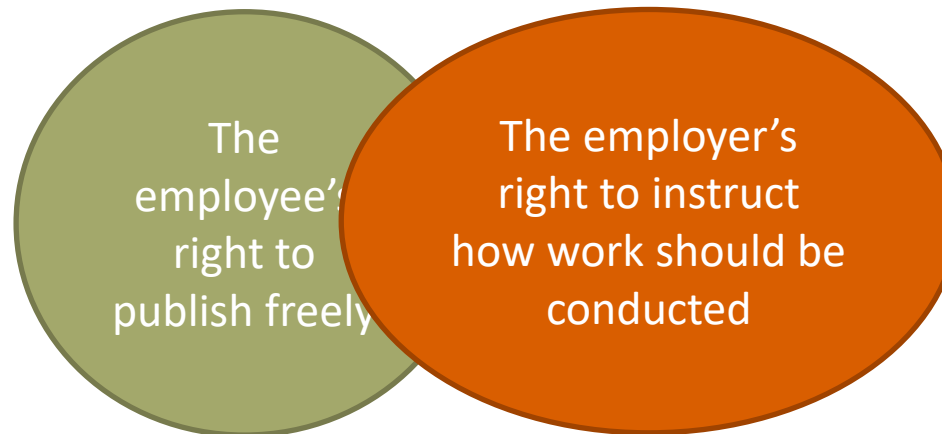 The
employee's
right to
publish freely
The employer’s
right to instruct
how work should be
conducted